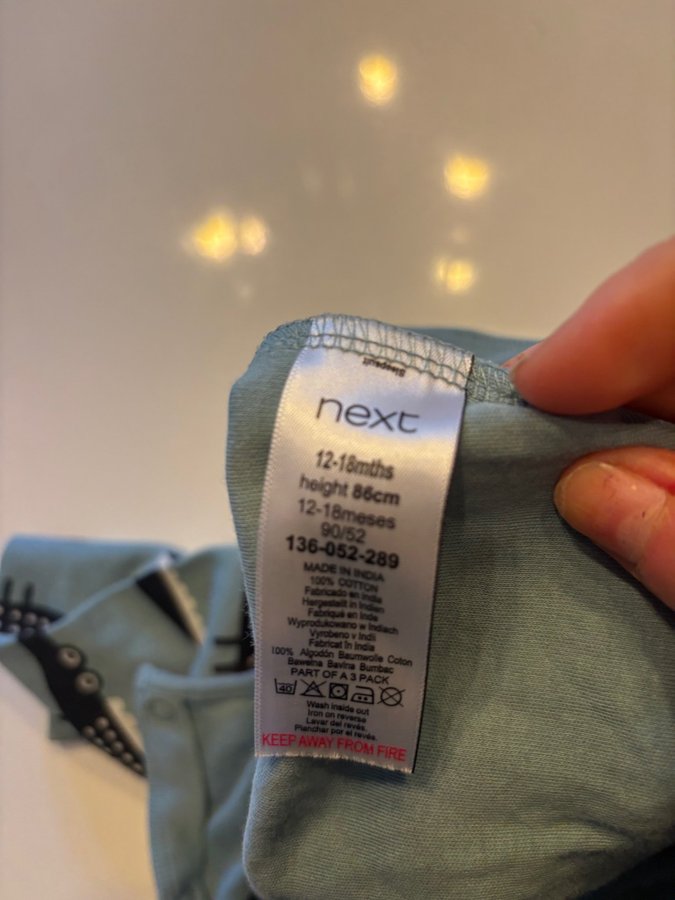 Sleepsuit
next
12-18mths
height 86cm
12-18meses
90/52
136-052-289
MADE IN INDIA
100% COTTON
Fabricado en India
Hergestellt in Indien
Fabriqué en Inde
Wyprodukowano w Indiach
Vyrobeno v Indii
Fabricat în India
100% Algodón Baumwolle Coton
Bawełna Bavlna Bumbac
PART OF A 3 PACK
40
Wash inside out
Iron on reverse
Lavar del revés.
Planchar por el revés.
KEEP AWAY FROM FIRE